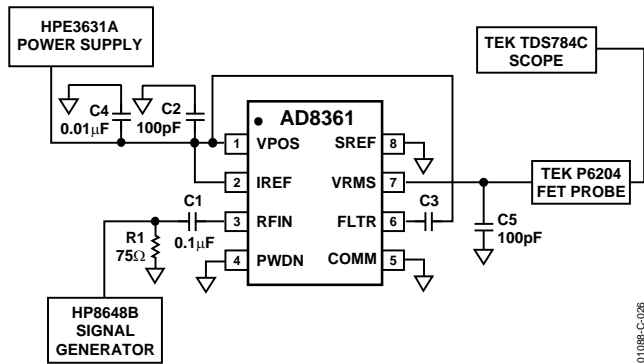 HPE3631A
POWER SUPPLY
TEK TDS784C
SCOPE
C4
0.01μF
C2
100pF
AD8361
1 VPOS SREF 8
2 IREF VRMS 7
TEK P6204
FET PROBE
C1
0.1μF
3 RFIN FLTR 6
C3
R1
75Ω
C5
100pF
4 PWDN COMM 5
HP8648B
SIGNAL
GENERATOR
01088-C-026